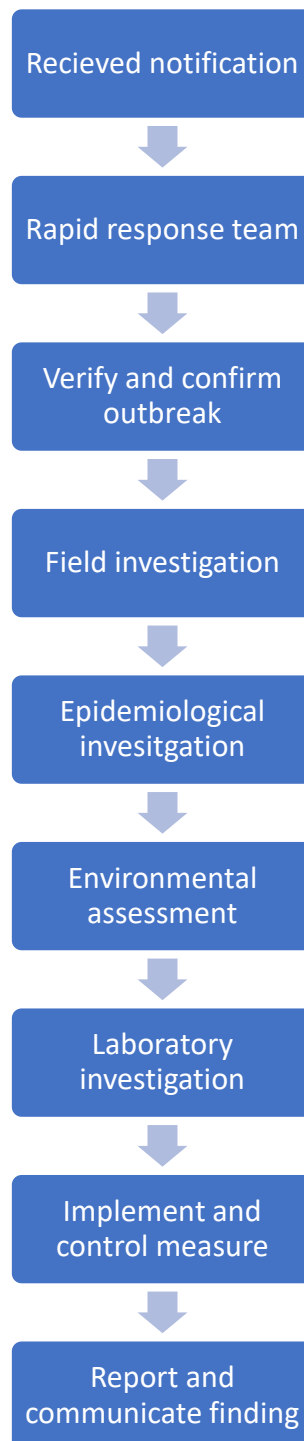 Recieved notification
Rapid response team
Verify and confirm
outbreak
Field investigation
Epidemiological
invesitgation
Environmental
assessment
Laboratory
investigation
Implement and
control measure
Report and
communicate finding